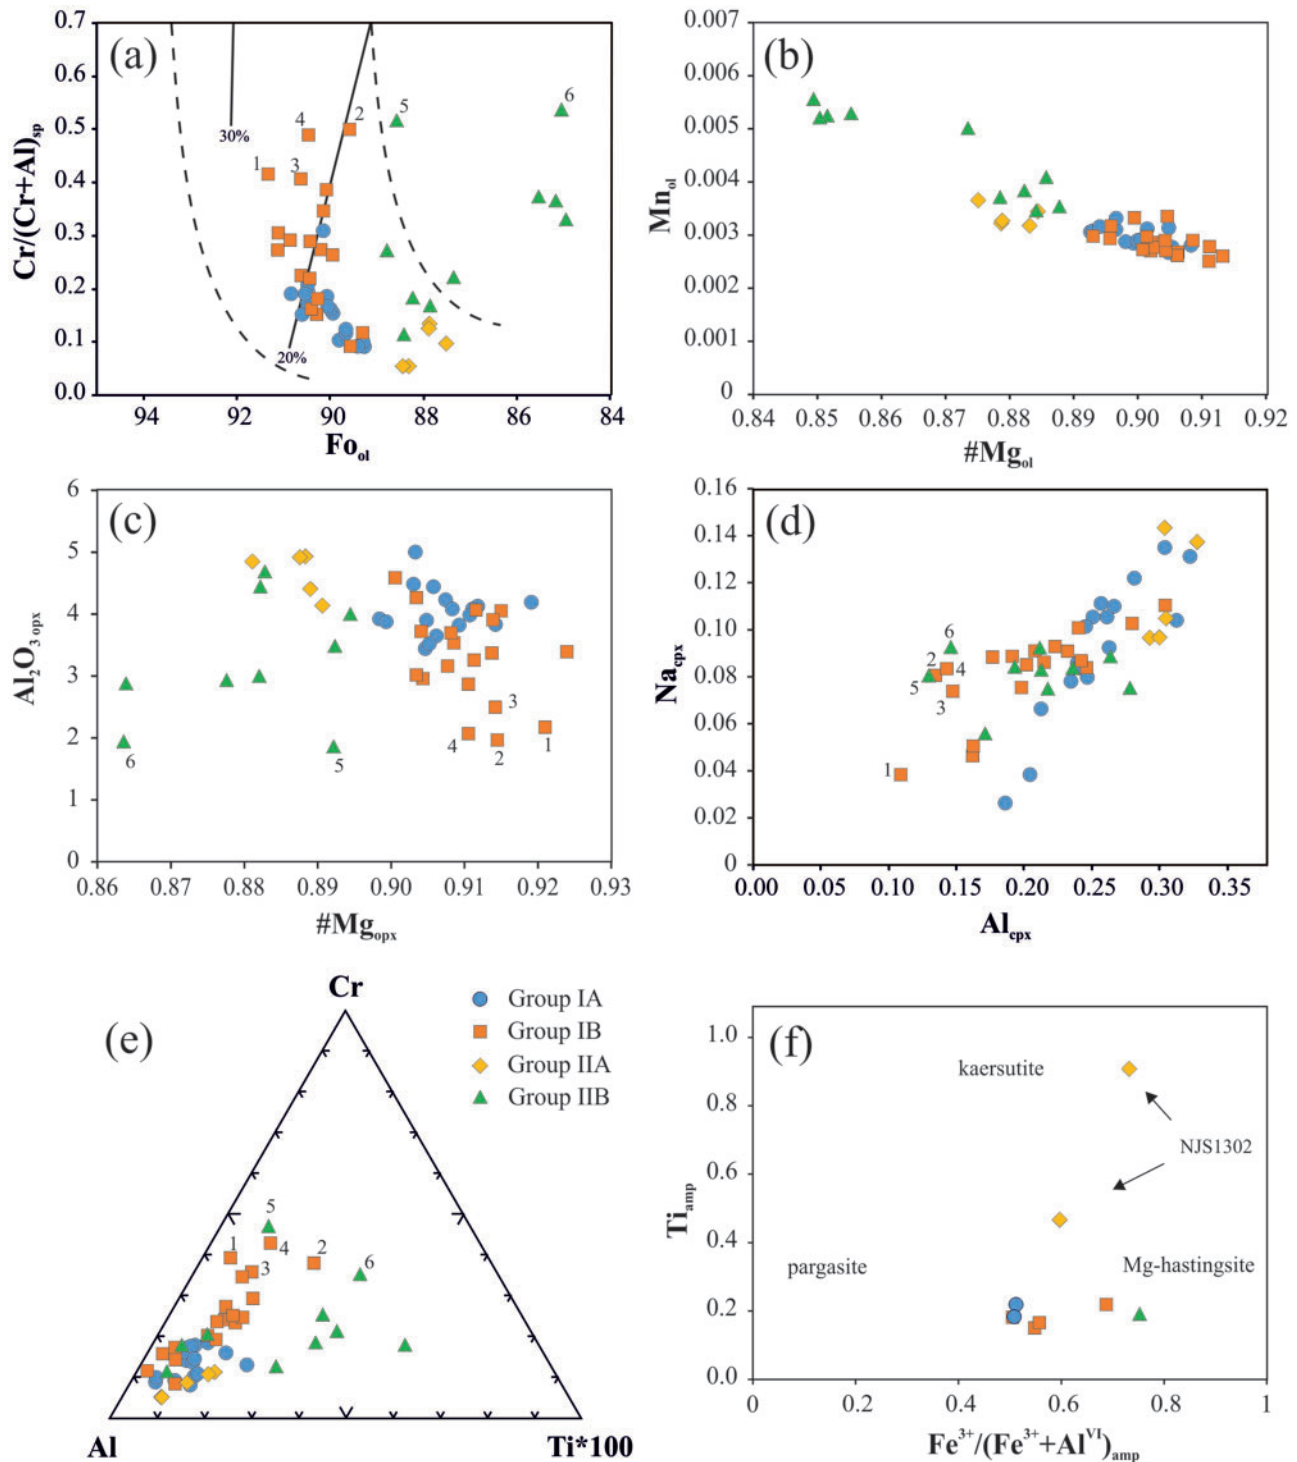 (a)
Cr/(Cr+Al)sp
0.7
0.6
0.5
0.4
0.3
0.2
0.1
0.0
30%
20%
1
4
3
2
5
6
94 92 90 88 86 84
Fool
(b)
Mnol
0.007
0.006
0.005
0.004
0.003
0.002
0.001
0
0.84 0.85 0.86 0.87 0.88 0.89 0.90 0.91 0.92
#Mgol
(c)
Al2O3 opx
6
5
4
3
2
1
0
6
5
4
3
2
1
0.86 0.87 0.88 0.89 0.90 0.91 0.92 0.93
#Mgopx
(d)
Nacpx
0.16
0.14
0.12
0.10
0.08
0.06
0.04
0.02
0
6
2
4
5
3
1
0.00 0.05 0.10 0.15 0.20 0.25 0.30 0.35
Alcpx
(e)
Cr
Group IA
Group IB
Group IIA
Group IIB
5
1
4
2
3
6
Al Ti*100
(f)
Tiamp
1.0
0.8
0.6
0.4
0.2
0.0
kaersutite
NJS1302
pargasite
Mg-hastingsite
0 0.2 0.4 0.6 0.8 1
Fe³⁺/(Fe³⁺+Alⱽᴵ)amp